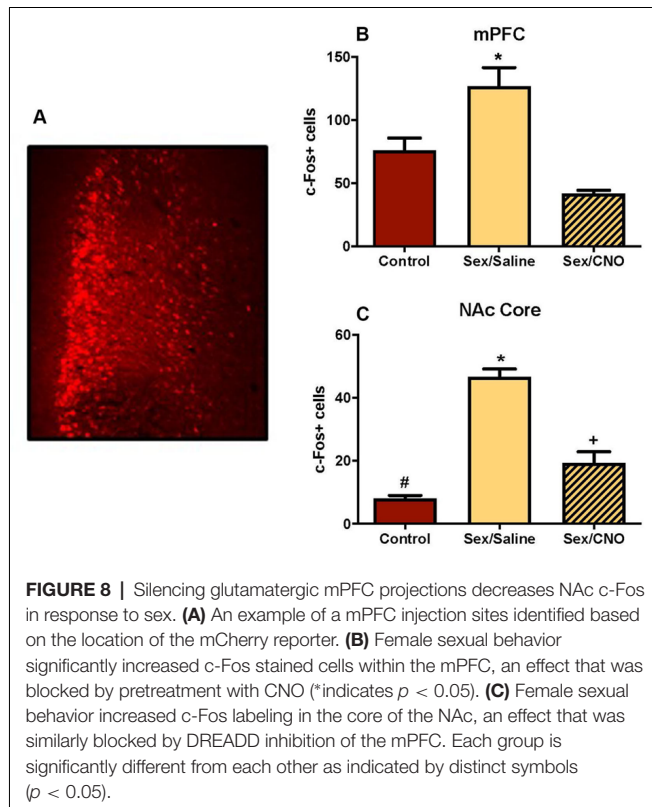 A
B
mPFC
c-Fos+ cells
150
100
50
0
*
Control Sex/Saline Sex/CNO
C
NAc Core
c-Fos+ cells
60
40
20
0
#
*
+
Control Sex/Saline Sex/CNO
FIGURE 8 | Silencing glutamatergic mPFC projections decreases NAc c-Fos
in response to sex. (A) An example of a mPFC injection sites identified based
on the location of the mCherry reporter. (B) Female sexual behavior
significantly increased c-Fos stained cells within the mPFC, an effect that was
blocked by pretreatment with CNO (*indicates p < 0.05). (C) Female sexual
behavior increased c-Fos labeling in the core of the NAc, an effect that was
similarly blocked by DREADD inhibition of the mPFC. Each group is
significantly different from each other as indicated by distinct symbols
(p < 0.05).